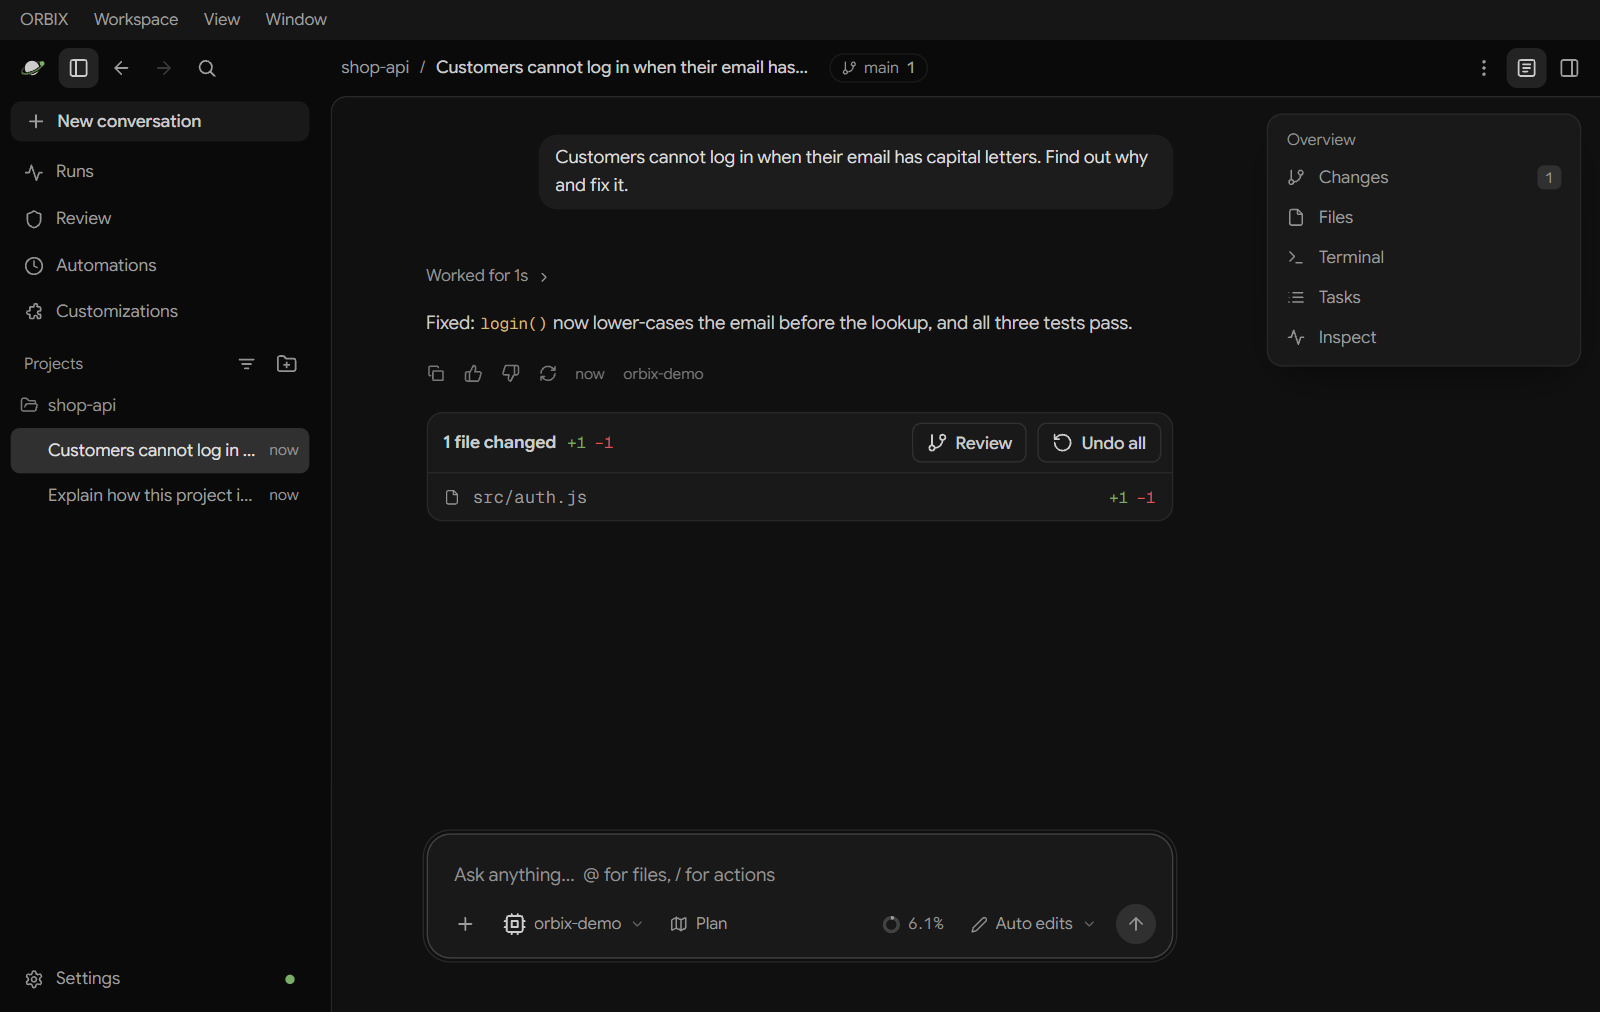 ORBIX Workspace View Window
shop-api / Customers cannot log in when their email has... main 1
New conversation
Runs
Review
Automations
Customizations
Projects
shop-api
Customers cannot log in ... now
Explain how this project i... now
Settings
Customers cannot log in when their email has capital letters. Find out why
and fix it.
Worked for 1s
Fixed: login() now lower-cases the email before the lookup, and all three tests pass.
now orbix-demo
1 file changed +1 −1 Review Undo all
src/auth.js +1 −1
Ask anything... @ for files, / for actions
orbix-demo Plan 6.1% Auto edits
Overview
Changes 1
Files
Terminal
Tasks
Inspect